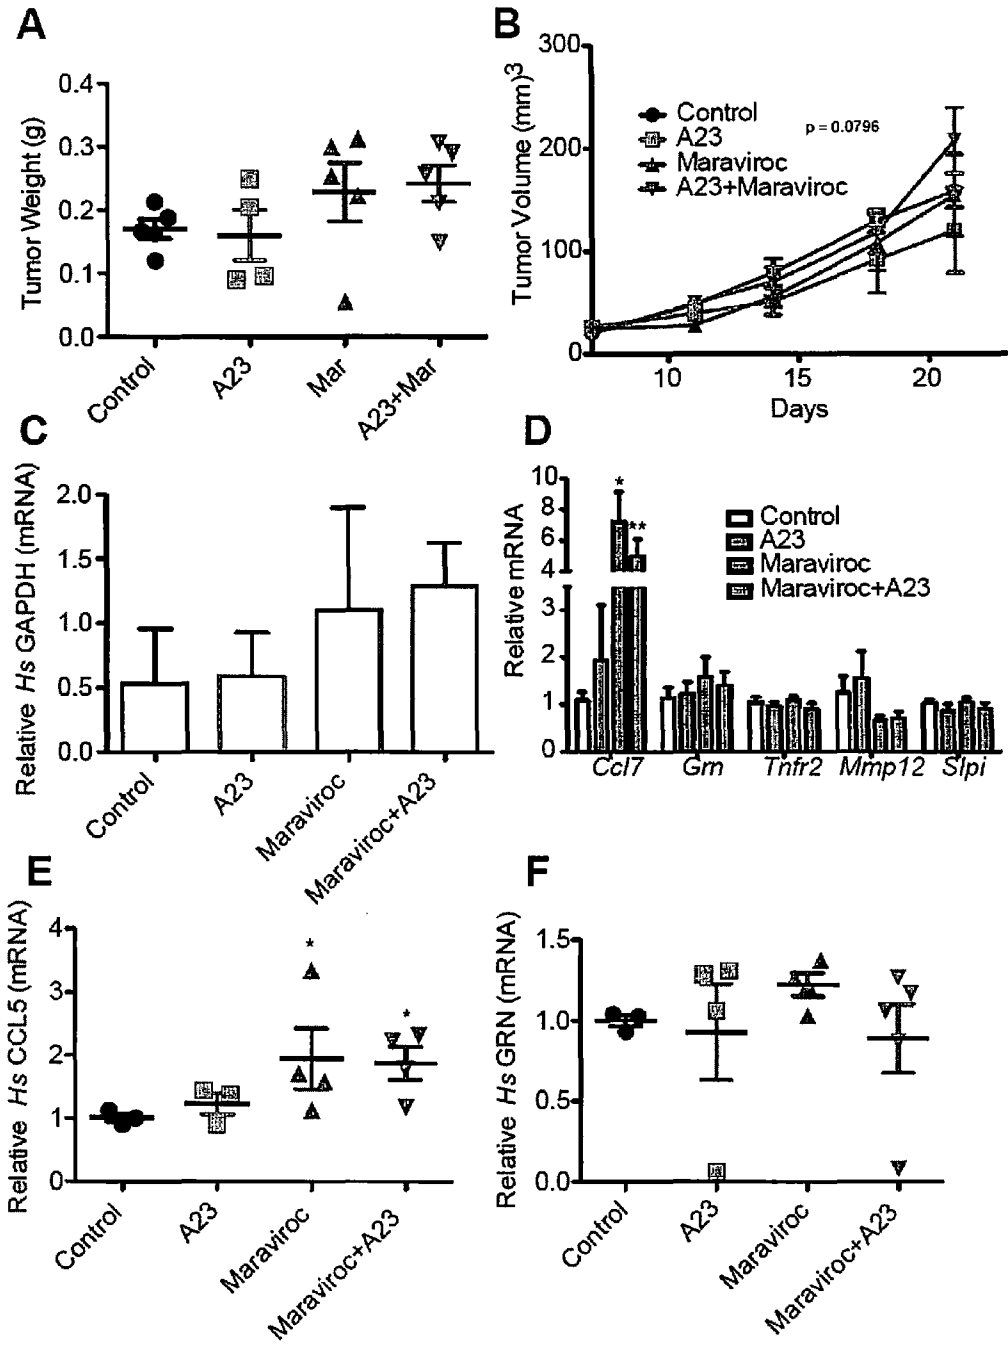 A
Tumor Weight (g)
0.4
0.3
0.2
0.1
0.0
Control
A23
Mar
A23+Mar
B
Tumor Volume (mm)3
300
200
100
0
Control
A23
Maraviroc
A23+Maraviroc
p = 0.0796
10
15
20
Days
C
Relative Hs GAPDH (mRNA)
2.0
1.5
1.0
0.5
0.0
Control
A23
Maraviroc
Maraviroc+A23
D
Relative mRNA
10
8
6
4
3
2
1
0
*
**
Control
A23
Maraviroc
Maraviroc+A23
Ccl7
Grn
Tnfr2
Mmp12
Slpi
E
Relative Hs CCL5 (mRNA)
4
3
2
1
0
*
*
Control
A23
Maraviroc
Maraviroc+A23
F
Relative Hs GRN (mRNA)
1.5
1.0
0.5
0.0
Control
A23
Maraviroc
Maraviroc+A23